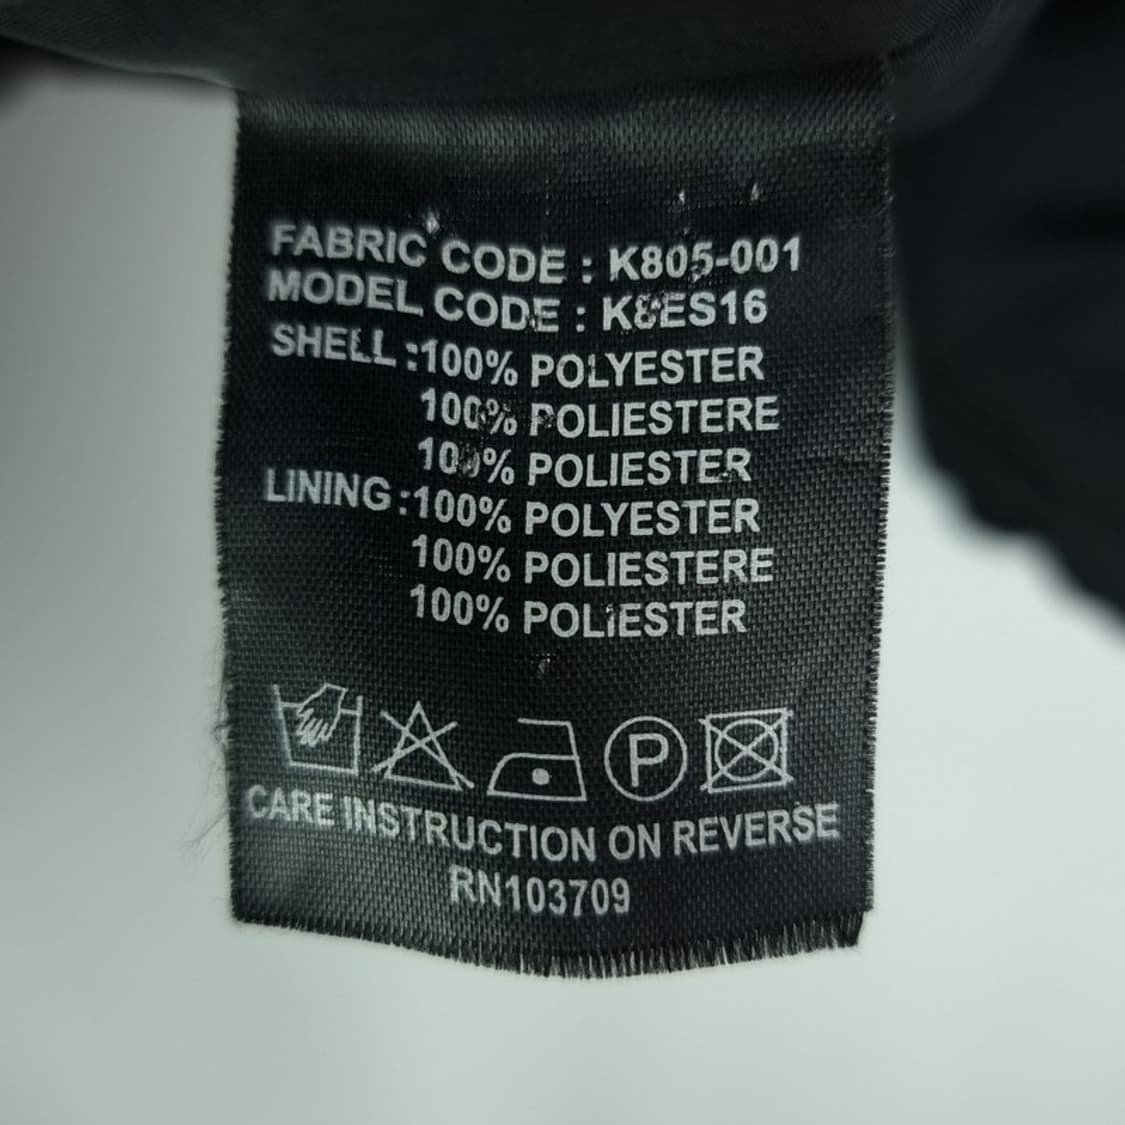 FABRIC CODE : K805-001
MODEL CODE : K8ES16
SHELL :100% POLYESTER
100% POLIESTERE
100% POLIESTER
LINING :100% POLYESTER
100% POLIESTERE
100% POLIESTER
P
CARE INSTRUCTION ON REVERSE
RN103709